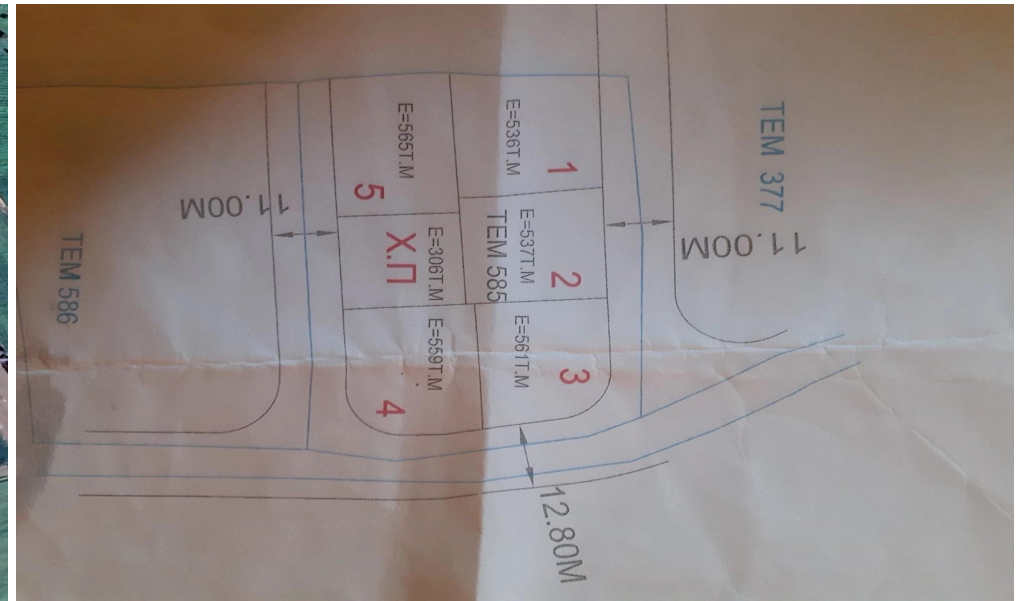 ΤΕΜ 377
11.00Μ
1
Ε=536Τ.Μ
2
Ε=537Τ.Μ
ΤΕΜ 585
3
Ε=561Τ.Μ
Ε=565Τ.Μ
5
Ε=306Τ.Μ
Χ.Π
Ε=559Τ.Μ
4
11.00Μ
ΤΕΜ 586
12.80Μ